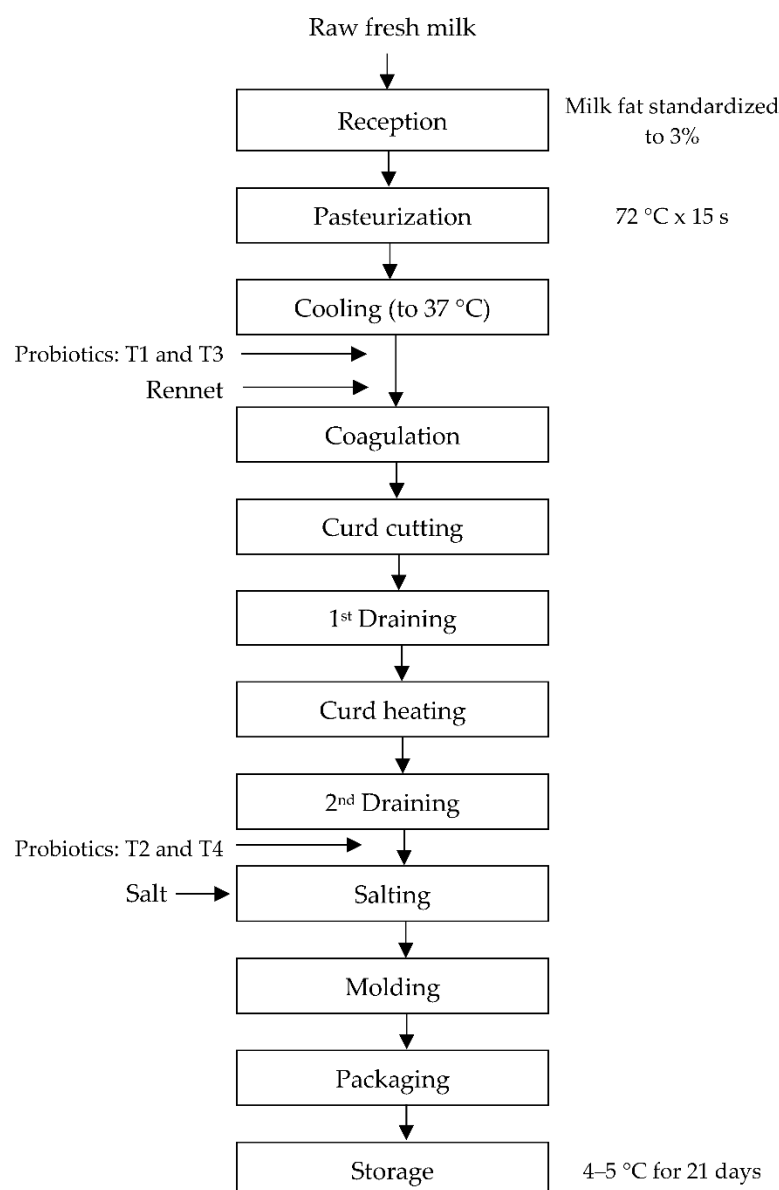 Raw fresh milk
Reception
Milk fat standardized
to 3%
Pasteurization
72 °C x 15 s
Cooling (to 37 °C)
Probiotics: T1 and T3
Rennet
Coagulation
Curd cutting
1st Draining
Curd heating
2nd Draining
Probiotics: T2 and T4
Salt
Salting
Molding
Packaging
Storage
4–5 °C for 21 days